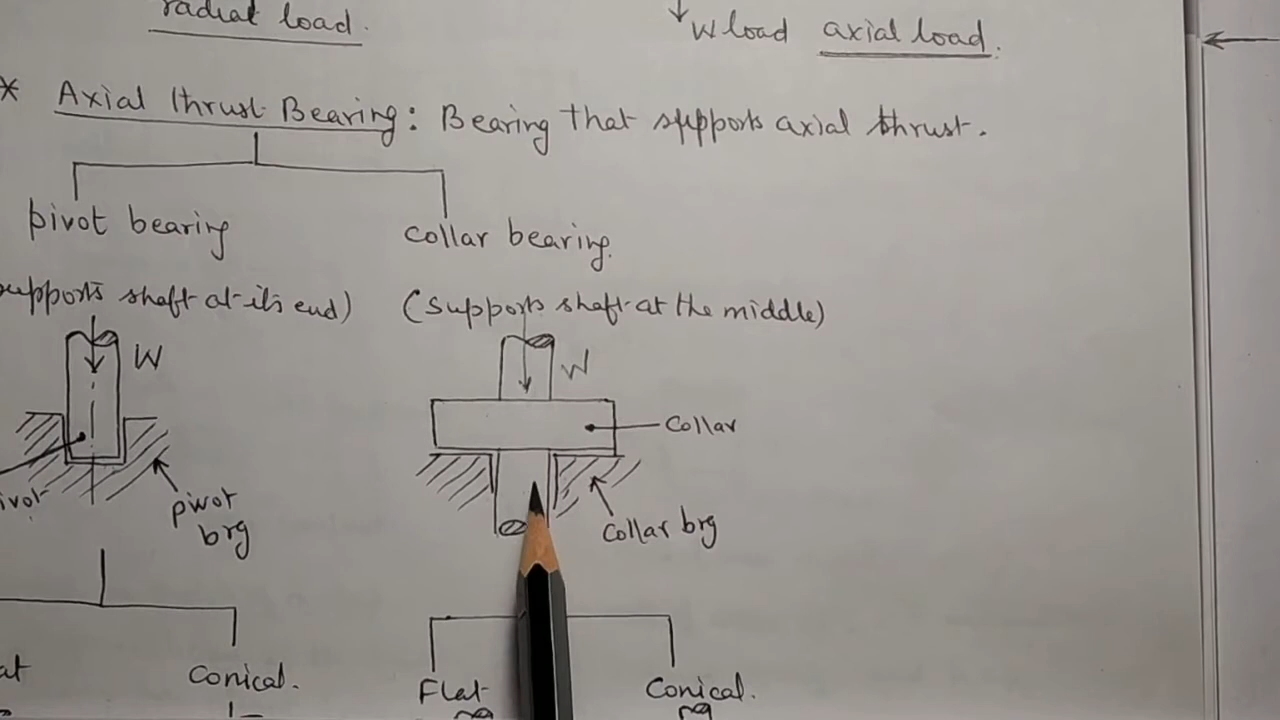 radial load.
W load axial load.
* Axial thrust Bearing: Bearing that supports axial thrust.
pivot bearing
collar bearing.
supports shaft at its end)
(supports shaft at the middle)
W
W
Collar
pivot
brg
Collar brg
Conical.
Flat
Conical.